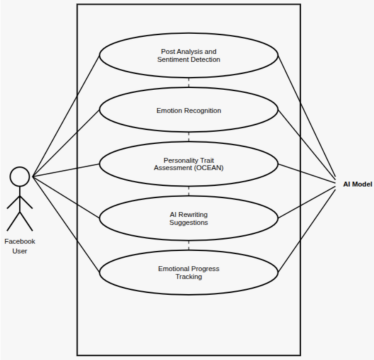 Post Analysis and
Sentiment Detection
Emotion Recognition
Personality Trait
Assessment (OCEAN)
AI Model
AI Rewriting
Suggestions
Facebook
User
Emotional Progress
Tracking